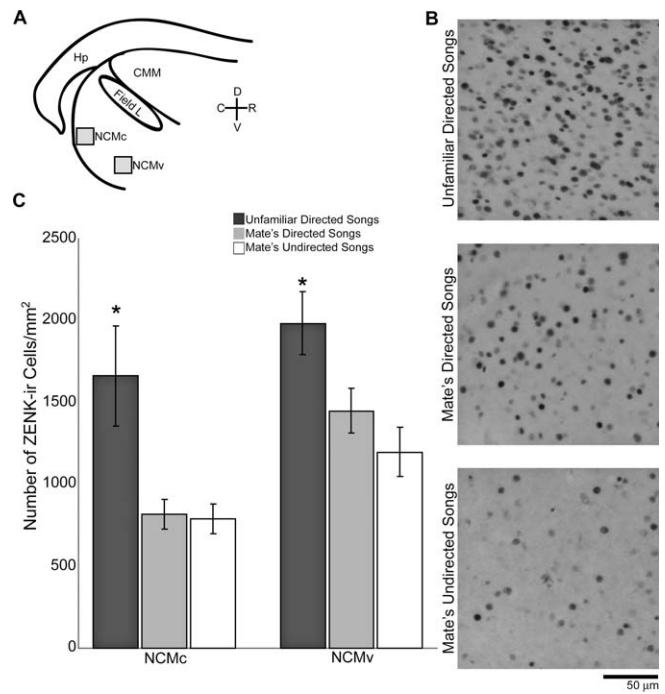 A
Hp
CMM
Field L
D
C
R
V
NCMc
NCMv
B
Unfamiliar Directed Songs
Mate's Directed Songs
Mate's Undirected Songs
50 µm
C
Unfamiliar Directed Songs
Mate's Directed Songs
Mate's Undirected Songs
Number of ZENK-ir Cells/mm²
2500
2000
1500
1000
500
0
*
*
NCMc
NCMv